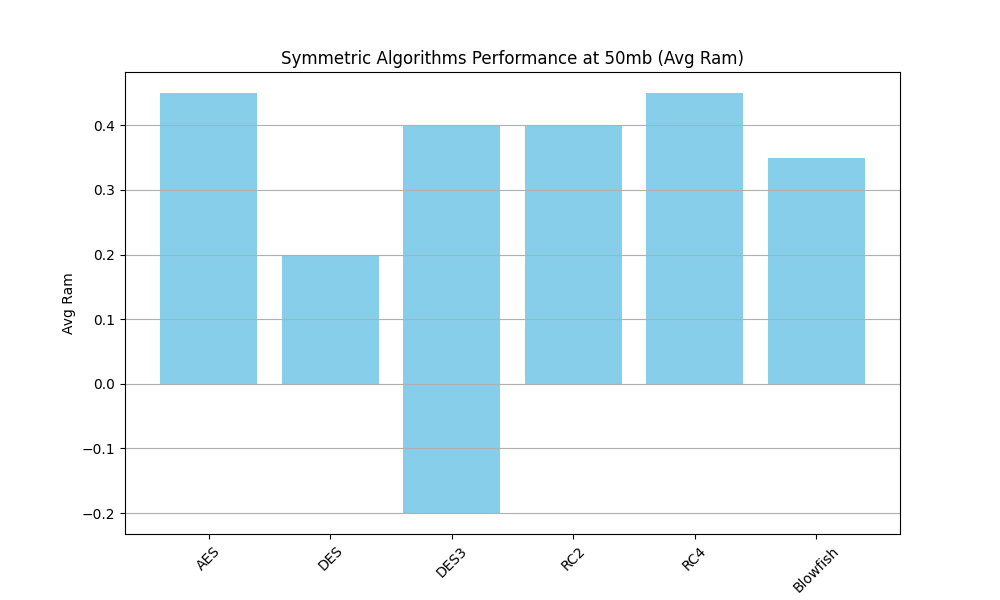 Symmetric Algorithms Performance at 50mb (Avg Ram)
Avg Ram
0.4
0.3
0.2
0.1
0.0
−0.1
−0.2
AES
DES
DES3
RC2
RC4
Blowfish